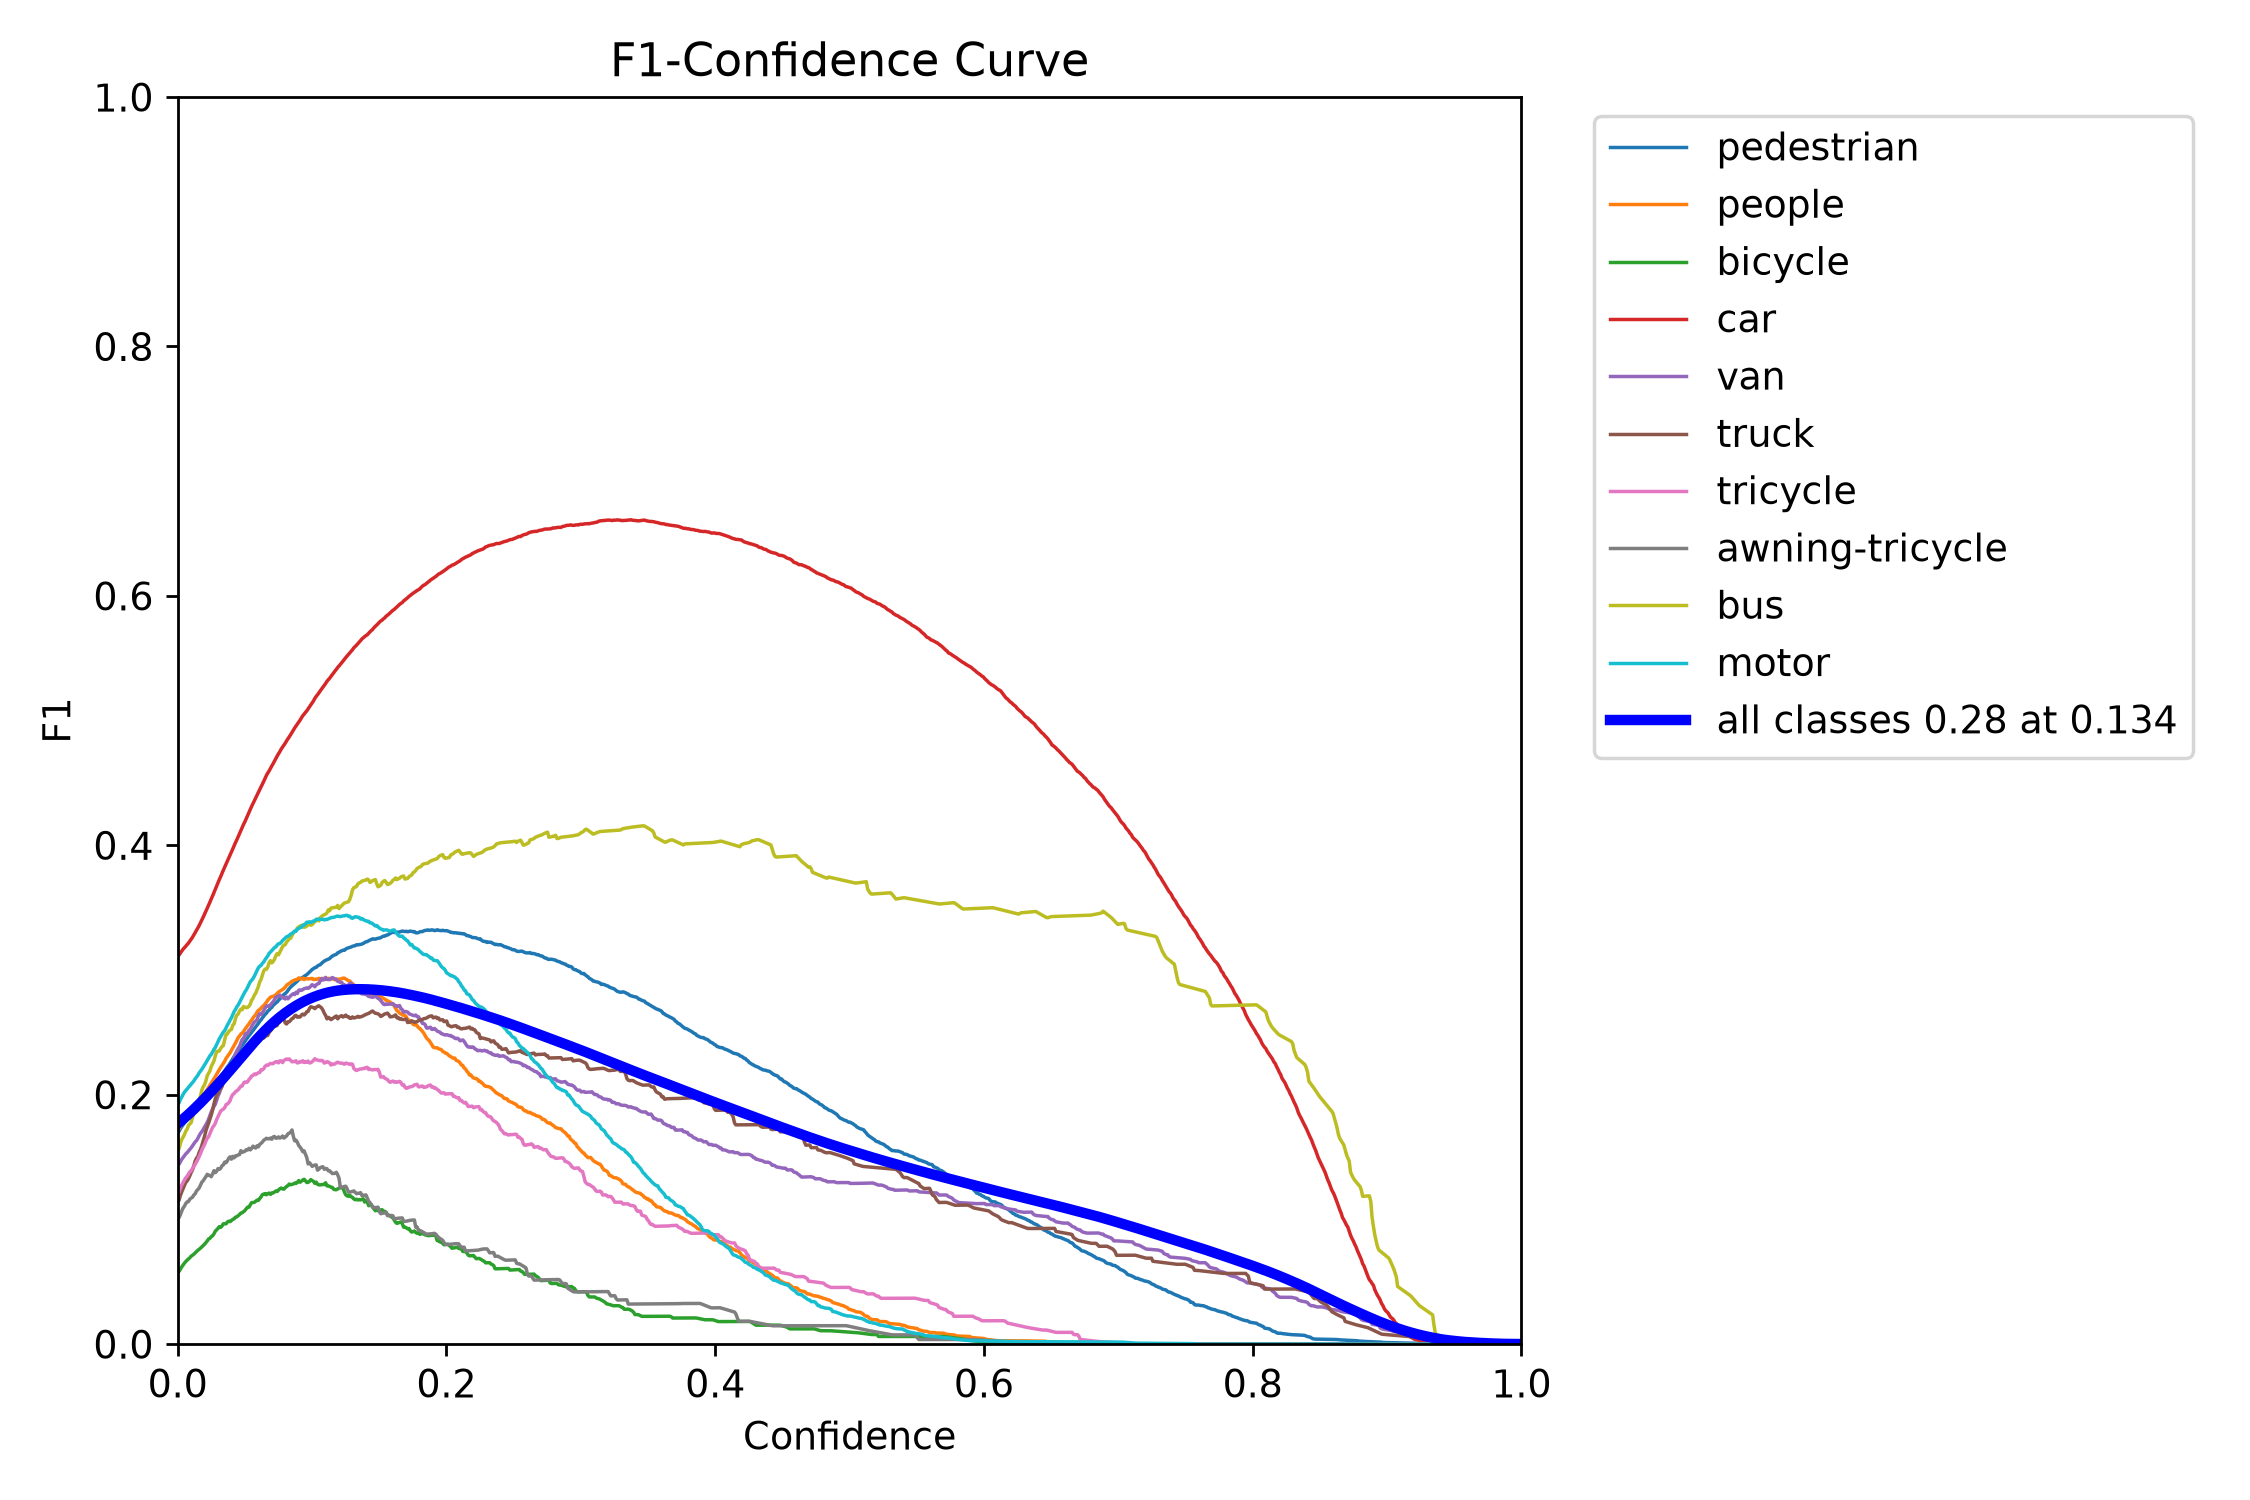 F1-Confidence Curve
1.0
0.8
0.6
0.4
0.2
0.0
F1
0.0 0.2 0.4 0.6 0.8 1.0
Confidence
pedestrian
people
bicycle
car
van
truck
tricycle
awning-tricycle
bus
motor
all classes 0.28 at 0.134